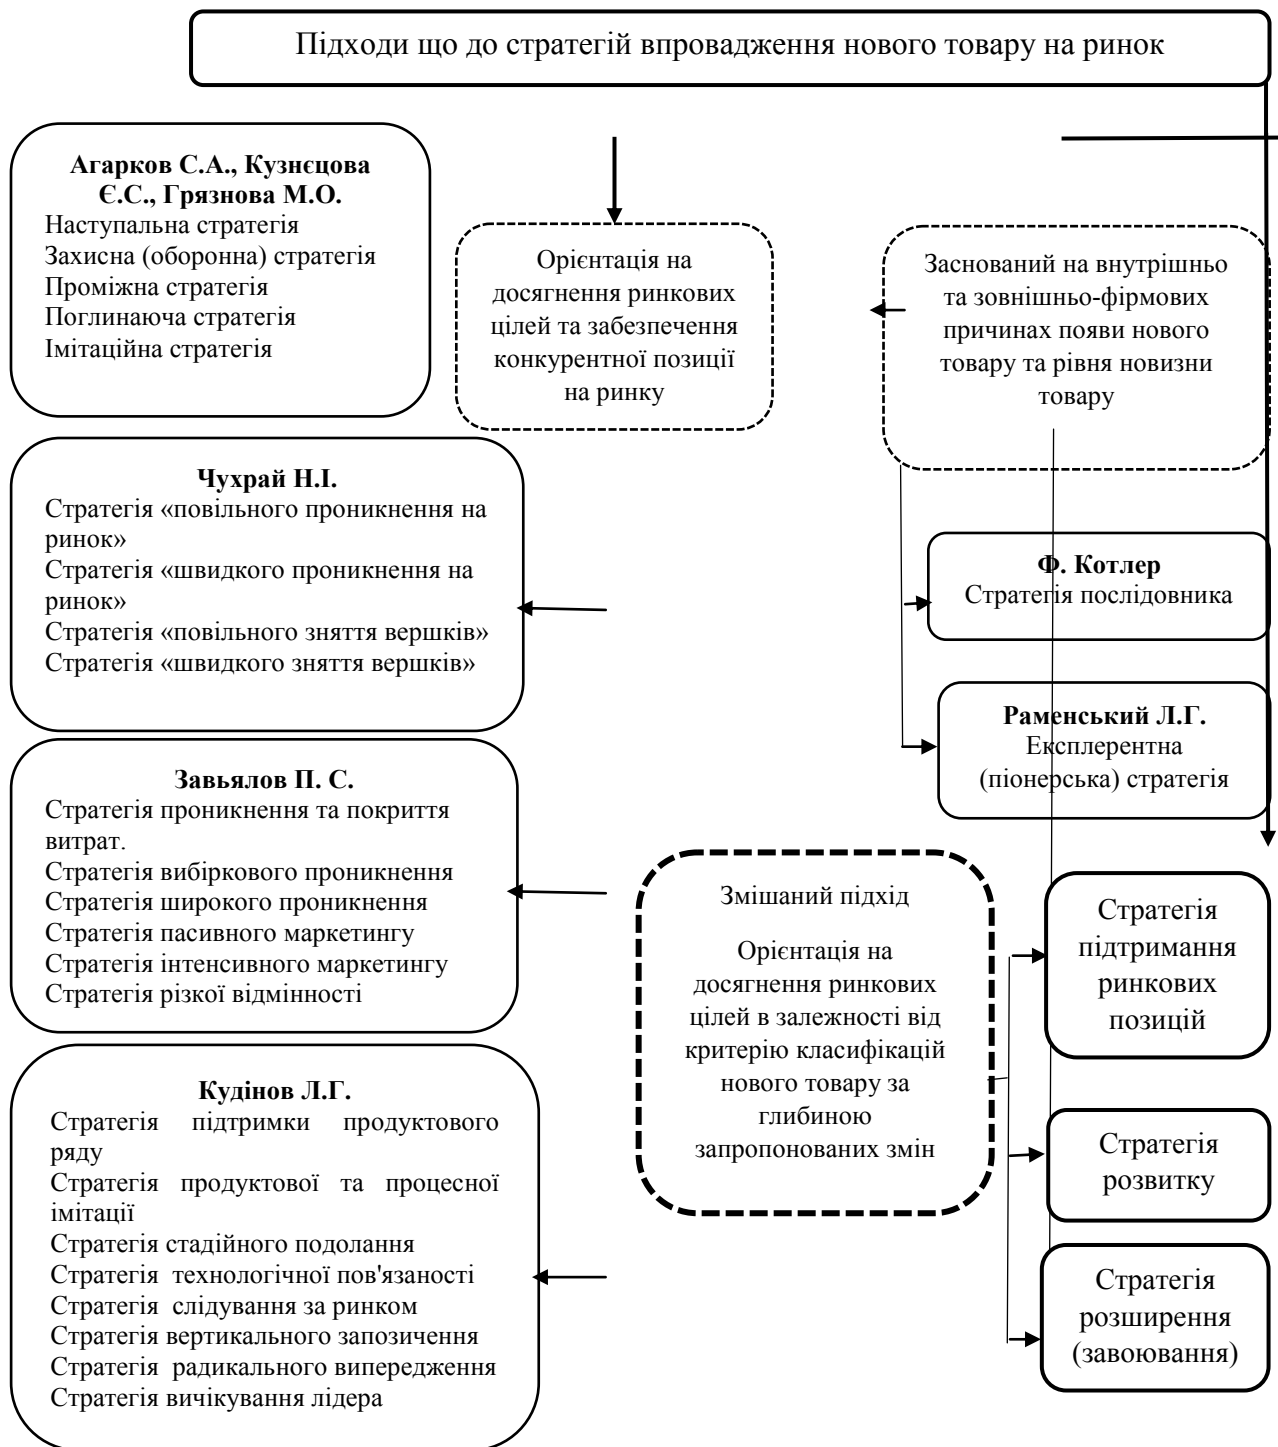 Підходи що до стратегій впровадження нового товару на ринок
Агарков С.А., Кузнєцова
Є.С., Грязнова М.О.
Наступальна стратегія
Захисна (оборонна) стратегія
Проміжна стратегія
Поглинаюча стратегія
Імітаційна стратегія
Орієнтація на
досягнення ринкових
цілей та забезпечення
конкурентної позиції
на ринку
Заснований на внутрішньо
та зовнішньо-фірмових
причинах появи нового
товару та рівня новизни
товару
Чухрай Н.І.
Стратегія «повільного проникнення на
ринок»
Стратегія «швидкого проникнення на
ринок»
Стратегія «повільного зняття вершків»
Стратегія «швидкого зняття вершків»
Ф. Котлер
Стратегія послідовника
Раменський Л.Г.
Експлерентна
(піонерська) стратегія
Завьялов П. С.
Стратегія проникнення та покриття
витрат.
Стратегія вибіркового проникнення
Стратегія широкого проникнення
Стратегія пасивного маркетингу
Стратегія інтенсивного маркетингу
Стратегія різкої відмінності
Змішаний підхід
Орієнтація на
досягнення ринкових
цілей в залежності від
критерію класифікацій
нового товару за
глибиною
запропонованих змін
Стратегія
підтримання
ринкових
позицій
Стратегія
розвитку
Стратегія
розширення
(завоювання)
Кудінов Л.Г.
Стратегія підтримки продуктового
ряду
Стратегія продуктової та процесної
імітації
Стратегія стадійного подолання
Стратегія технологічної пов'язаності
Стратегія слідування за ринком
Стратегія вертикального запозичення
Стратегія радикального випередження
Стратегія вичікування лідера